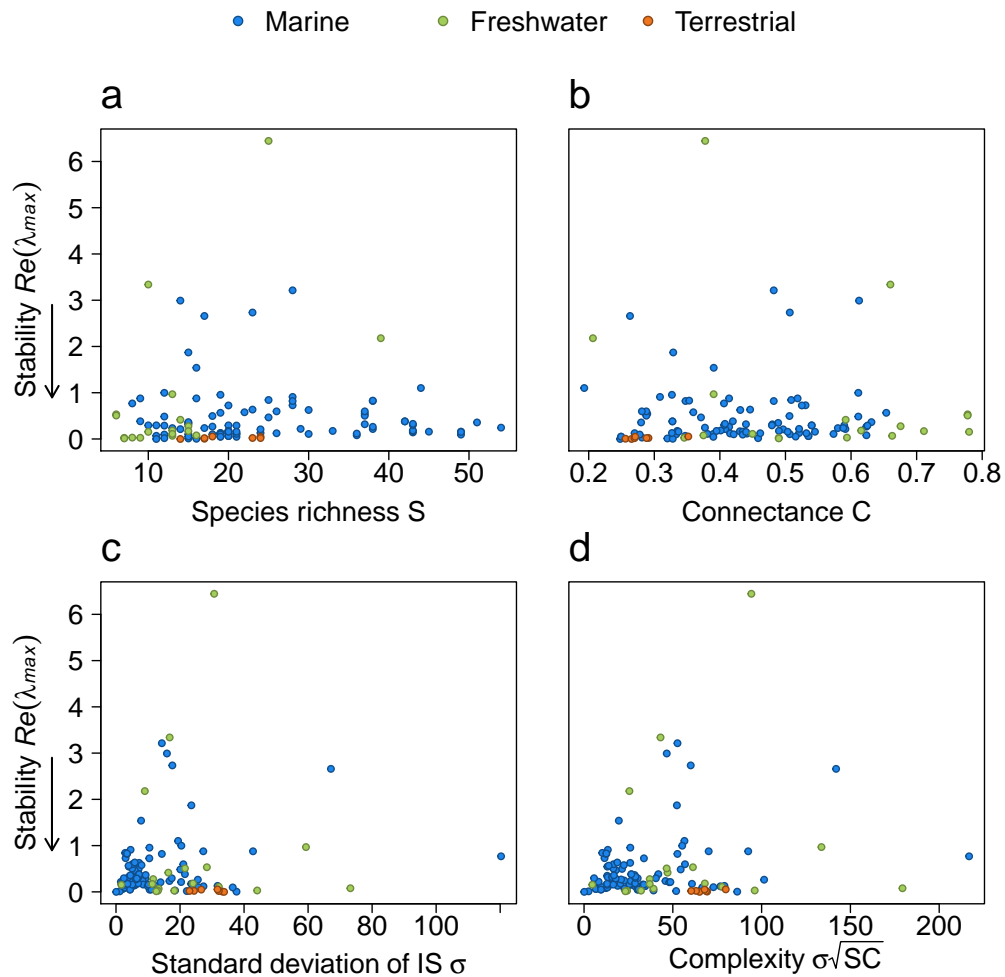 Marine Freshwater Terrestrial
a b
Stability Re(λmax)
6
5
4
3
2
1
0
10 20 30 40 50
Species richness S
0.2 0.3 0.4 0.5 0.6 0.7 0.8
Connectance C
c d
Stability Re(λmax)
6
5
4
3
2
1
0
0 20 40 60 80 100
Standard deviation of IS σ
0 50 100 150 200
Complexity σ√SC